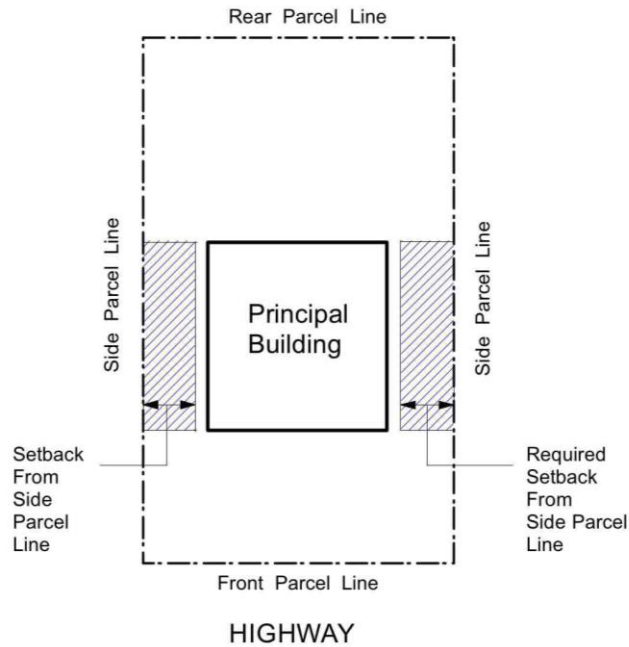 Rear Parcel Line
Side Parcel Line
Side Parcel Line
Principal
Building
Setback
From
Side
Parcel
Line
Required
Setback
From
Side Parcel
Line
Front Parcel Line
HIGHWAY